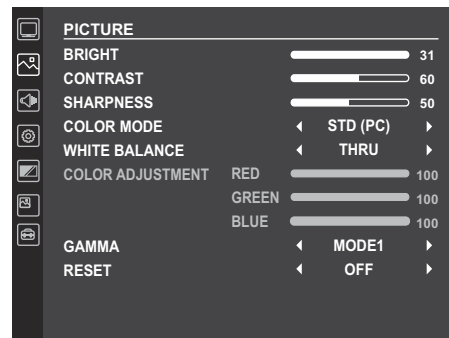 PICTURE
BRIGHT 31
CONTRAST 60
SHARPNESS 50
COLOR MODE STD (PC)
WHITE BALANCE THRU
COLOR ADJUSTMENT RED 100
GREEN 100
BLUE 100
GAMMA MODE1
RESET OFF